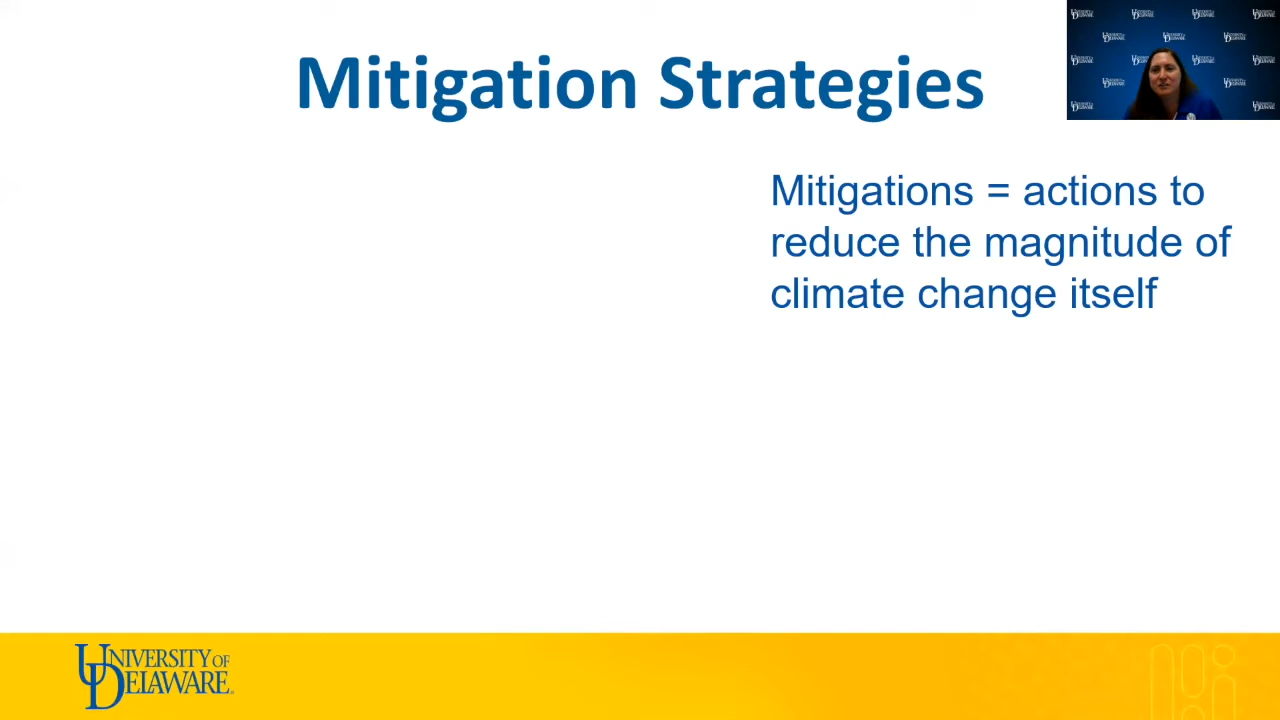 Mitigation Strategies
Mitigations = actions to
reduce the magnitude of
climate change itself
UNIVERSITY OF
DELAWARE